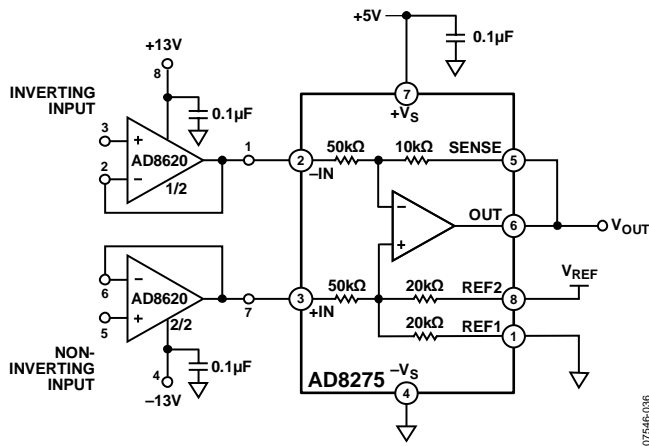 +5V
0.1µF
+13V
8
7
+VS
INVERTING
INPUT
0.1µF
3
+
AD8620
2
–
1/2
1
2
–IN
50kΩ
10kΩ
SENSE
5
–
+
OUT
6
VOUT
6
–
AD8620
5
+
2/2
7
3
+IN
50kΩ
20kΩ
REF2
8
VREF
20kΩ
REF1
1
NON-
INVERTING
INPUT
4
0.1µF
–13V
AD8275
–VS
4
07546-036